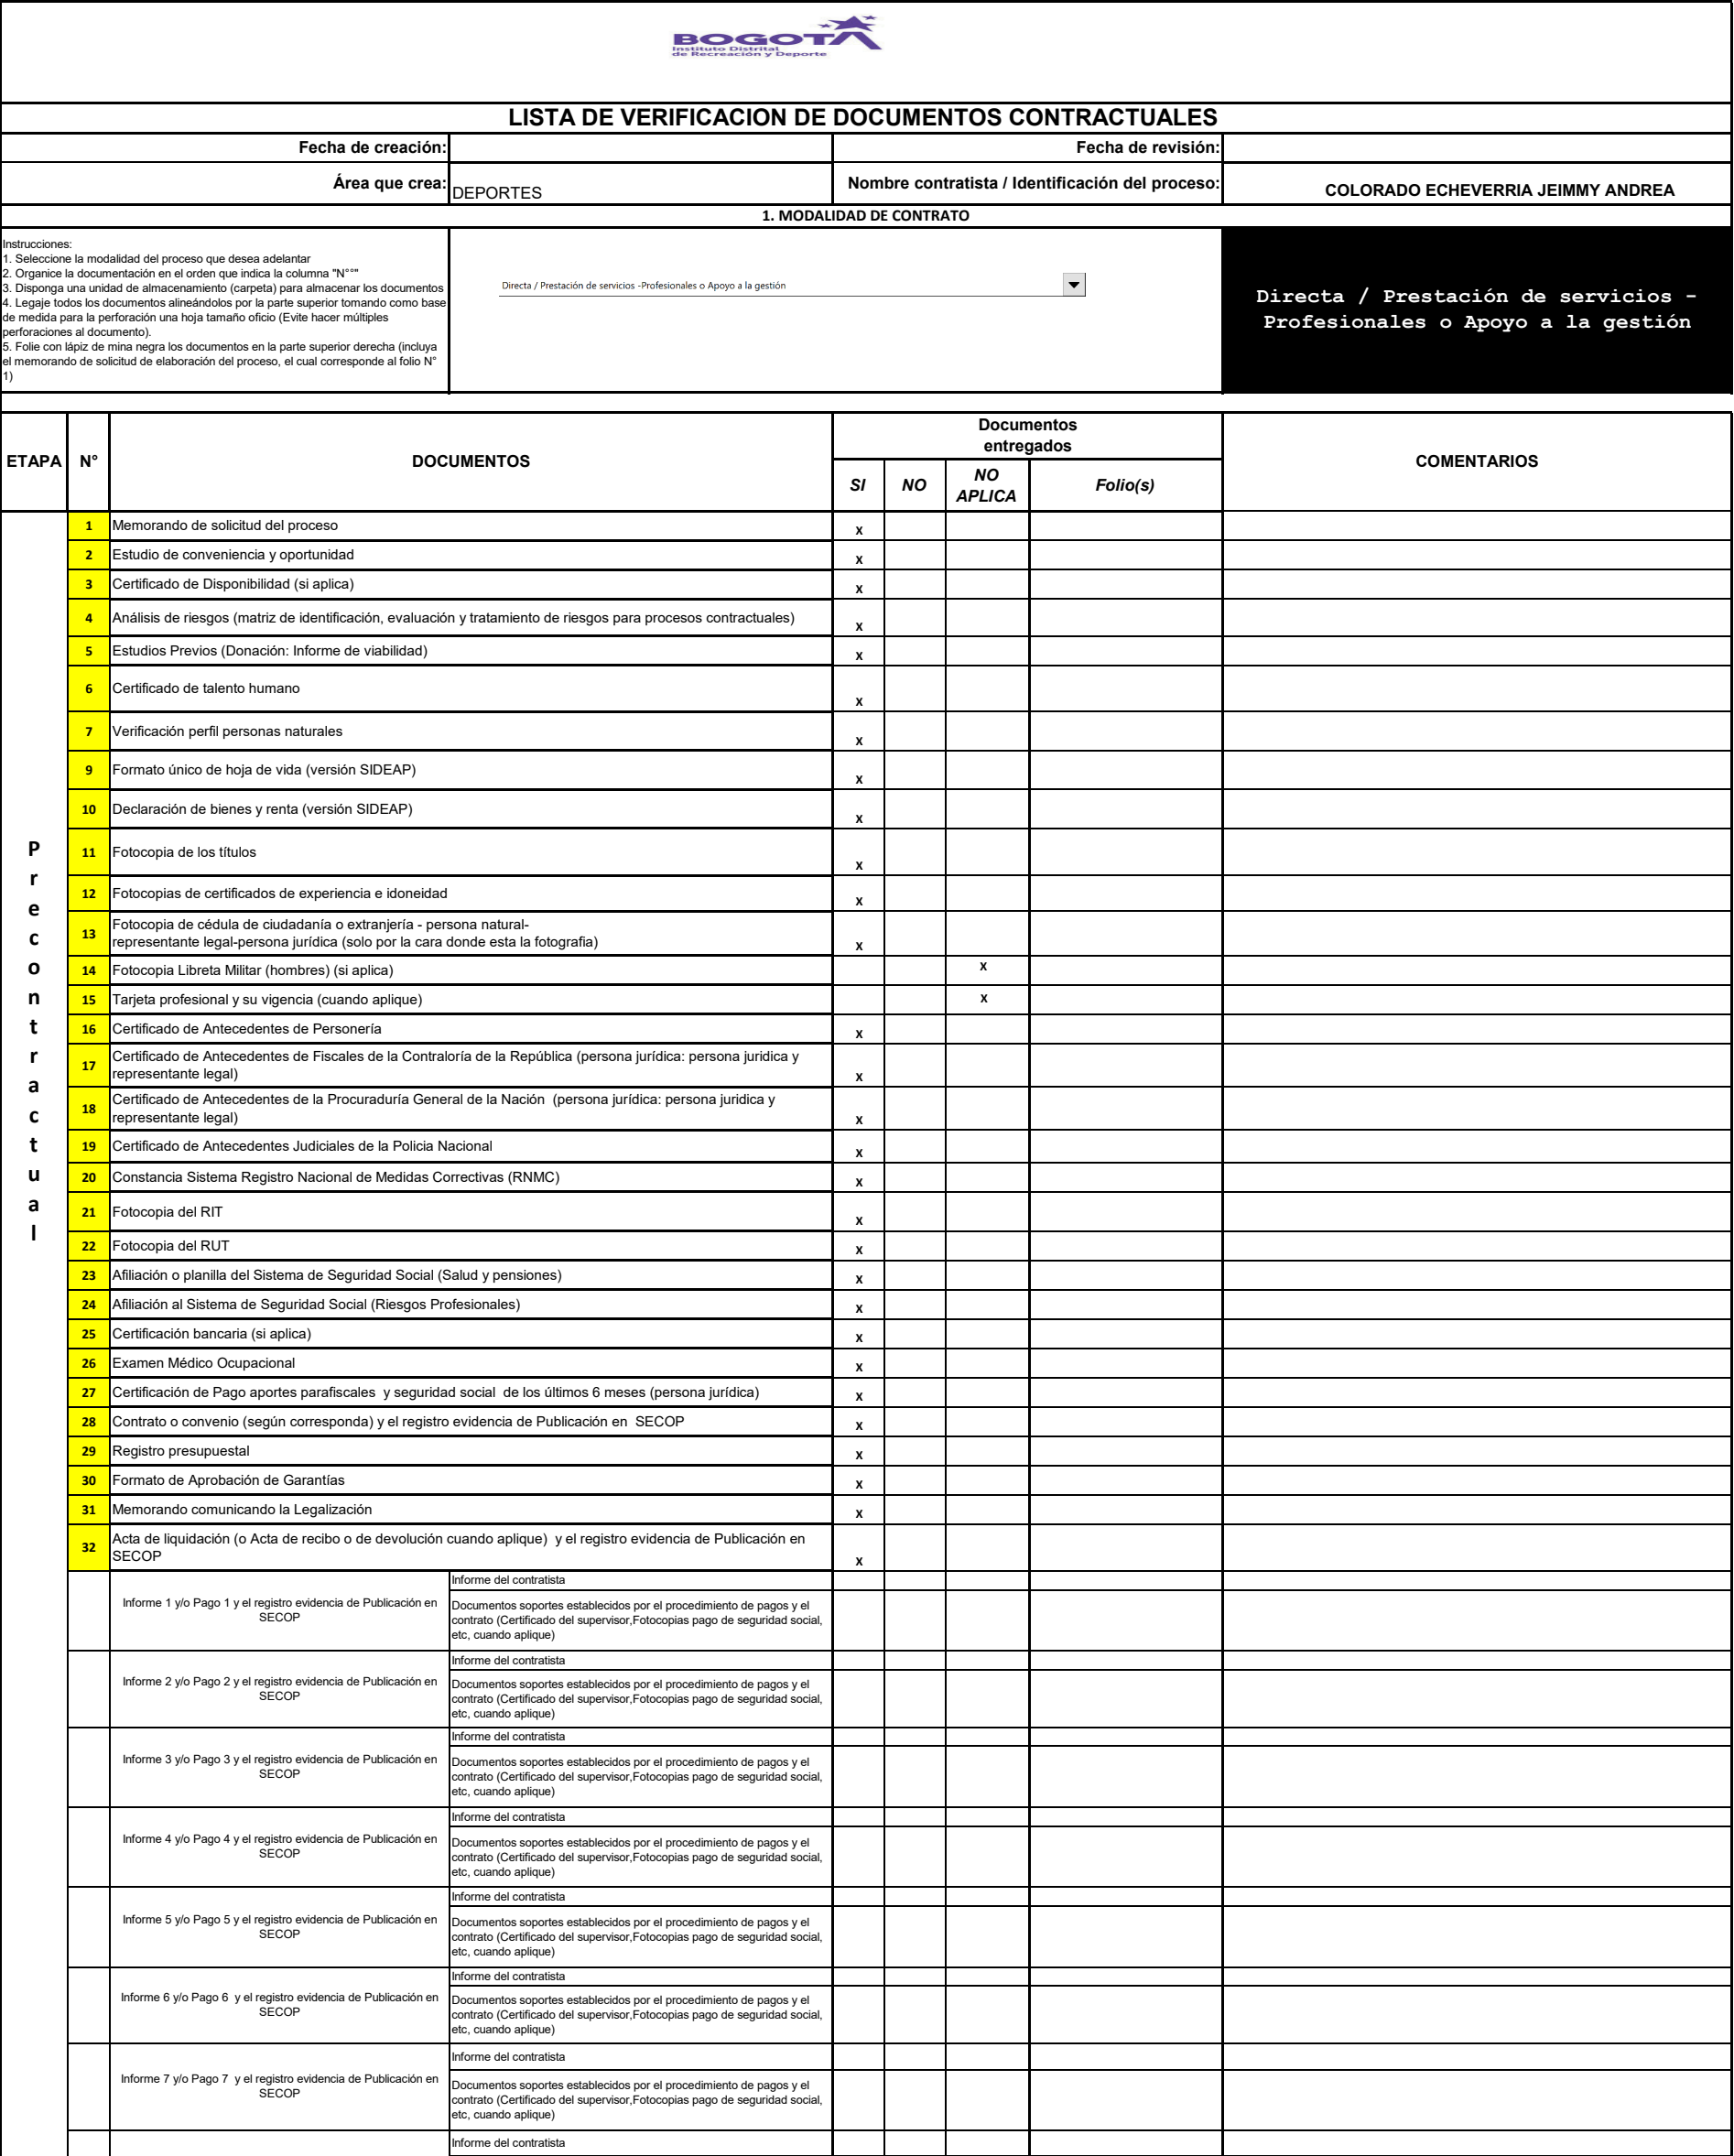 BOGOTA
Instituto Distrital
de Recreación y Deporte
LISTA DE VERIFICACION DE DOCUMENTOS CONTRACTUALES
Fecha de creación:
Fecha de revisión:
Área que crea:
DEPORTES
Nombre contratista / Identificación del proceso:
COLORADO ECHEVERRIA JEIMMY ANDREA
1. MODALIDAD DE CONTRATO
Instrucciones:
1. Seleccione la modalidad del proceso que desea adelantar
2. Organice la documentación en el orden que indica la columna "N°°"
3. Disponga una unidad de almacenamiento (carpeta) para almacenar los documentos
4. Legaje todos los documentos alineándolos por la parte superior tomando como base
de medida para la perforación una hoja tamaño oficio (Evite hacer múltiples
perforaciones al documento).
5. Folie con lápiz de mina negra los documentos en la parte superior derecha (incluya
el memorando de solicitud de elaboración del proceso, el cual corresponde al folio N°
1)
Directa / Prestación de servicios -Profesionales o Apoyo a la gestión
Directa / Prestación de servicios -
Profesionales o Apoyo a la gestión
ETAPA
N°
DOCUMENTOS
Documentos
entregados
SI
NO
NO
APLICA
Folio(s)
COMENTARIOS
Precontractual
1 Memorando de solicitud del proceso x
2 Estudio de conveniencia y oportunidad x
3 Certificado de Disponibilidad (si aplica) x
4 Análisis de riesgos (matriz de identificación, evaluación y tratamiento de riesgos para procesos contractuales) x
5 Estudios Previos (Donación: Informe de viabilidad) x
6 Certificado de talento humano x
7 Verificación perfil personas naturales x
9 Formato único de hoja de vida (versión SIDEAP) x
10 Declaración de bienes y renta (versión SIDEAP) x
11 Fotocopia de los títulos x
12 Fotocopias de certificados de experiencia e idoneidad x
13 Fotocopia de cédula de ciudadanía o extranjería - persona natural-
representante legal-persona jurídica (solo por la cara donde esta la fotografia) x
14 Fotocopia Libreta Militar (hombres) (si aplica) x
15 Tarjeta profesional y su vigencia (cuando aplique) x
16 Certificado de Antecedentes de Personería x
17 Certificado de Antecedentes de Fiscales de la Contraloría de la República (persona jurídica: persona juridica y
representante legal) x
18 Certificado de Antecedentes de la Procuraduría General de la Nación (persona jurídica: persona juridica y
representante legal) x
19 Certificado de Antecedentes Judiciales de la Policia Nacional x
20 Constancia Sistema Registro Nacional de Medidas Correctivas (RNMC) x
21 Fotocopia del RIT x
22 Fotocopia del RUT x
23 Afiliación o planilla del Sistema de Seguridad Social (Salud y pensiones) x
24 Afiliación al Sistema de Seguridad Social (Riesgos Profesionales) x
25 Certificación bancaria (si aplica) x
26 Examen Médico Ocupacional x
27 Certificación de Pago aportes parafiscales y seguridad social de los últimos 6 meses (persona jurídica) x
28 Contrato o convenio (según corresponda) y el registro evidencia de Publicación en SECOP x
29 Registro presupuestal x
30 Formato de Aprobación de Garantías x
31 Memorando comunicando la Legalización x
32 Acta de liquidación (o Acta de recibo o de devolución cuando aplique) y el registro evidencia de Publicación en
SECOP x
Informe 1 y/o Pago 1 y el registro evidencia de Publicación en
SECOP
Informe del contratista
Documentos soportes establecidos por el procedimiento de pagos y el
contrato (Certificado del supervisor,Fotocopias pago de seguridad social,
etc, cuando aplique)
Informe 2 y/o Pago 2 y el registro evidencia de Publicación en
SECOP
Informe del contratista
Documentos soportes establecidos por el procedimiento de pagos y el
contrato (Certificado del supervisor,Fotocopias pago de seguridad social,
etc, cuando aplique)
Informe 3 y/o Pago 3 y el registro evidencia de Publicación en
SECOP
Informe del contratista
Documentos soportes establecidos por el procedimiento de pagos y el
contrato (Certificado del supervisor,Fotocopias pago de seguridad social,
etc, cuando aplique)
Informe 4 y/o Pago 4 y el registro evidencia de Publicación en
SECOP
Informe del contratista
Documentos soportes establecidos por el procedimiento de pagos y el
contrato (Certificado del supervisor,Fotocopias pago de seguridad social,
etc, cuando aplique)
Informe 5 y/o Pago 5 y el registro evidencia de Publicación en
SECOP
Informe del contratista
Documentos soportes establecidos por el procedimiento de pagos y el
contrato (Certificado del supervisor,Fotocopias pago de seguridad social,
etc, cuando aplique)
Informe 6 y/o Pago 6 y el registro evidencia de Publicación en
SECOP
Informe del contratista
Documentos soportes establecidos por el procedimiento de pagos y el
contrato (Certificado del supervisor,Fotocopias pago de seguridad social,
etc, cuando aplique)
Informe 7 y/o Pago 7 y el registro evidencia de Publicación en
SECOP
Informe del contratista
Documentos soportes establecidos por el procedimiento de pagos y el
contrato (Certificado del supervisor,Fotocopias pago de seguridad social,
etc, cuando aplique)
Informe del contratista